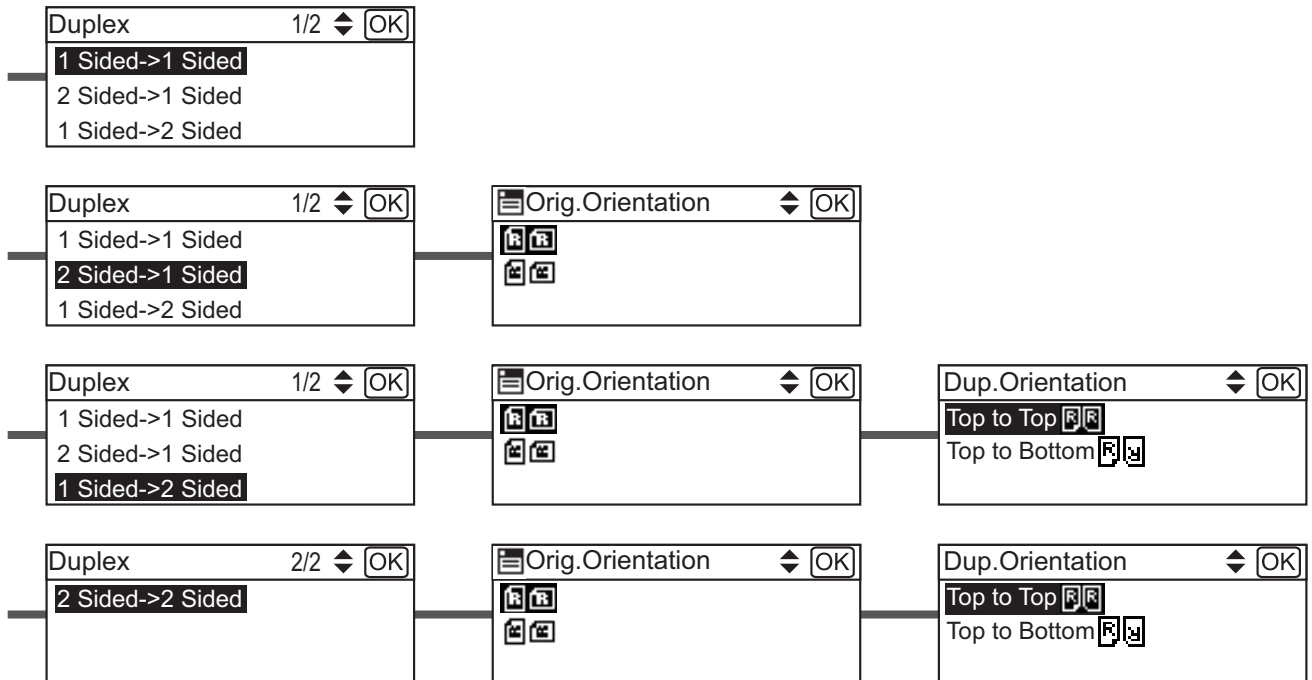 Duplex 1/2 OK
1 Sided->1 Sided
2 Sided->1 Sided
1 Sided->2 Sided
Duplex 1/2 OK
1 Sided->1 Sided
2 Sided->1 Sided
1 Sided->2 Sided
Orig.Orientation OK
R R
R R
Duplex 1/2 OK
1 Sided->1 Sided
2 Sided->1 Sided
1 Sided->2 Sided
Orig.Orientation OK
R R
R R
Dup.Orientation OK
Top to Top R R
Top to Bottom R R
Duplex 2/2 OK
2 Sided->2 Sided
Orig.Orientation OK
R R
R R
Dup.Orientation OK
Top to Top R R
Top to Bottom R R